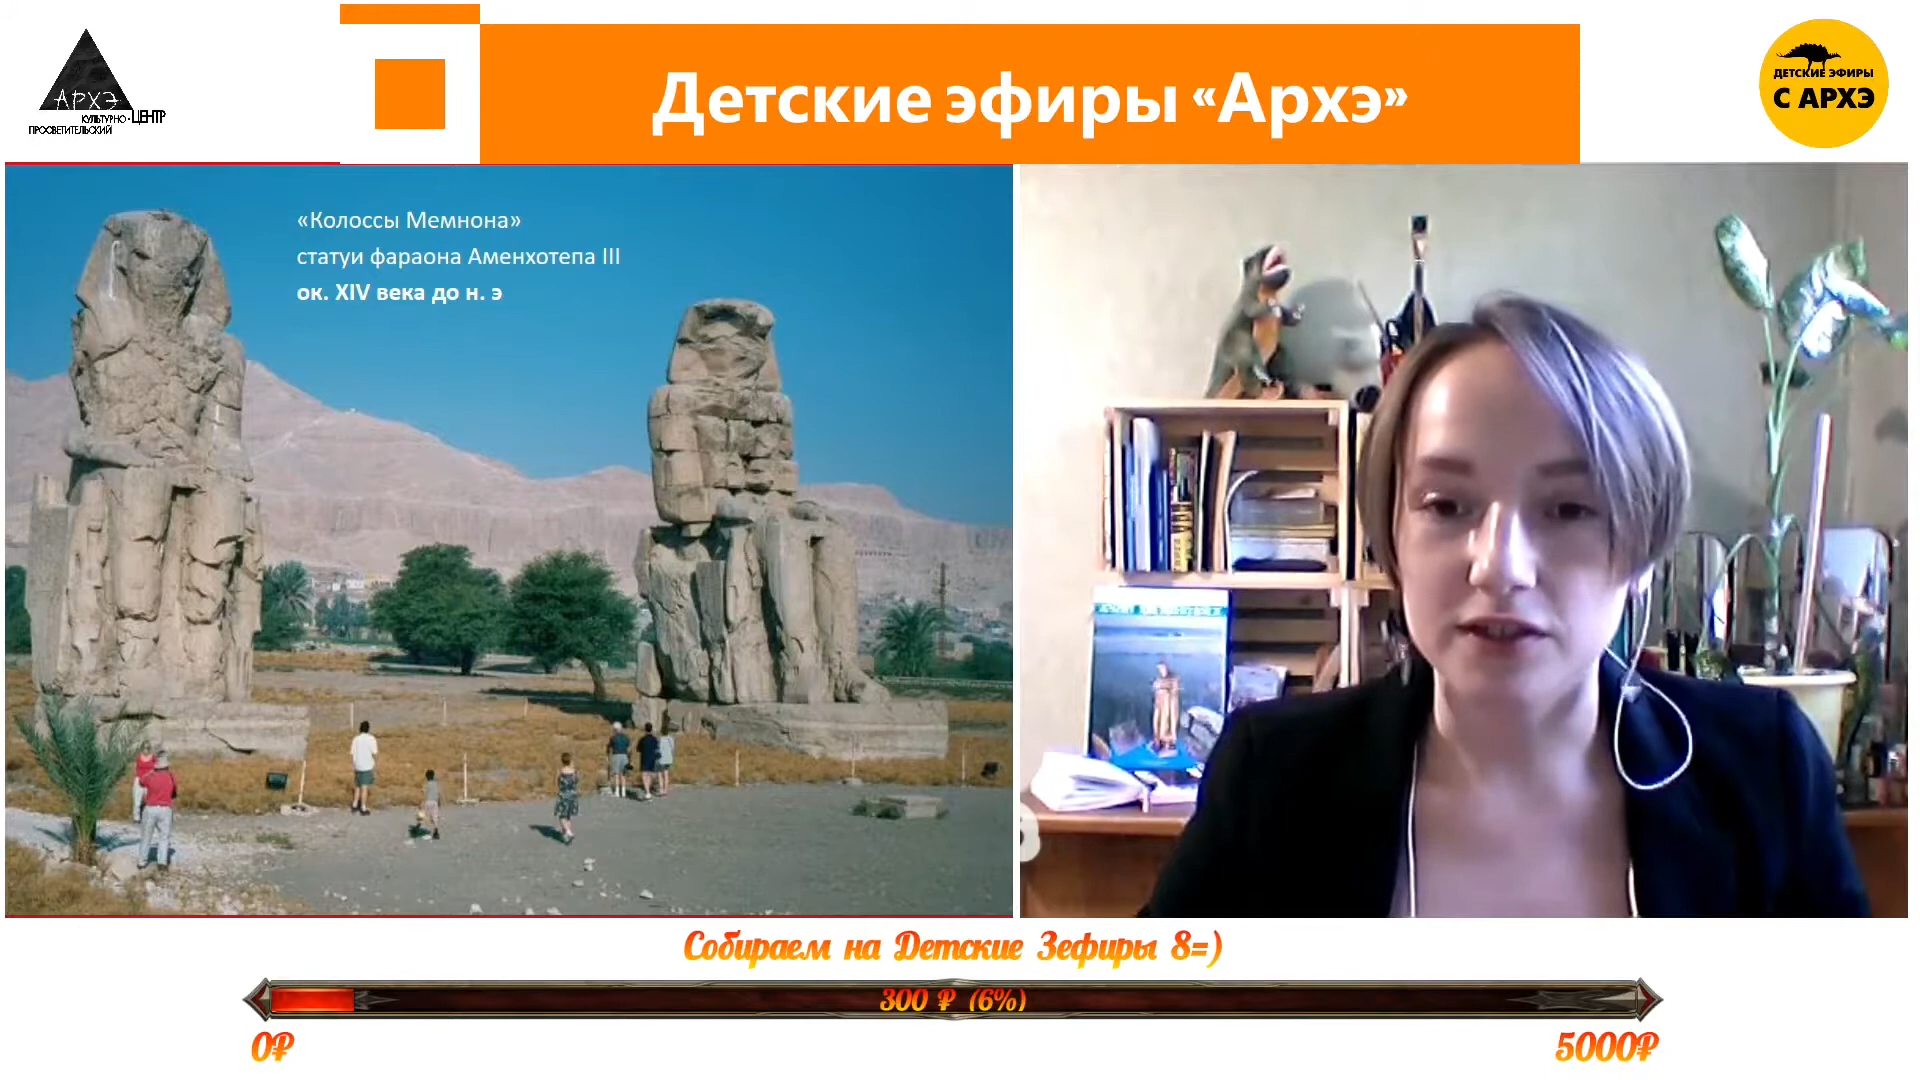 АРХЭ
КУЛЬТУРНО-ЦЕНТР
ПРОСВЕТИТЕЛЬСКИЙ
Детские эфиры «Архэ»
ДЕТСКИЕ ЭФИРЫ
С АРХЭ
«Колоссы Мемнона»
статуи фараона Аменхотепа III
ок. XIV века до н. э
Собираем на Детские Зефиры 8=)
300 ₽ (6%)
0₽
5000₽